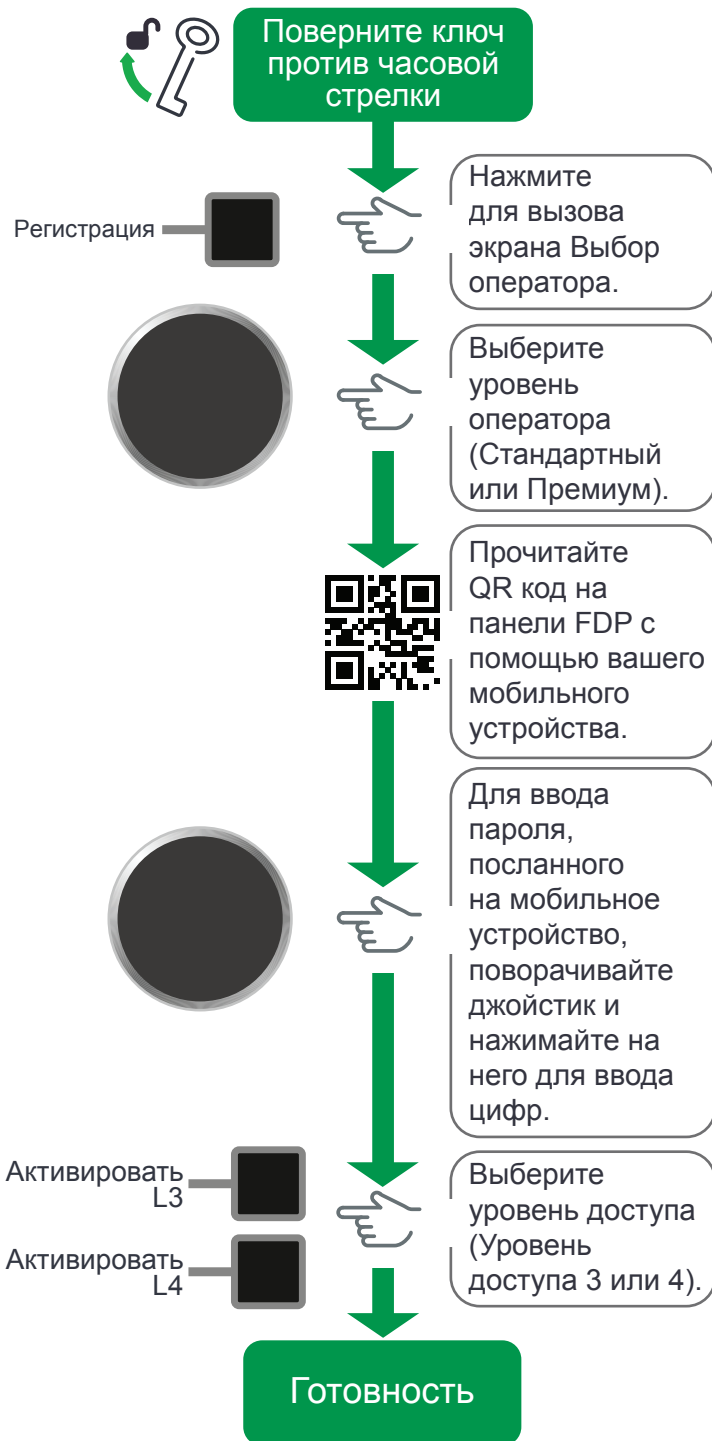 Поверните ключ
против часовой
стрелки
Регистрация
Нажмите
для вызова
экрана Выбор
оператора.
Выберите
уровень
оператора
(Стандартный
или Премиум).
Прочитайте
QR код на
панели FDP с
помощью вашего
мобильного
устройства.
Для ввода
пароля,
посланного
на мобильное
устройство,
поворачивайте
джойстик и
нажимайте на
него для ввода
цифр.
Активировать
L3
Активировать
L4
Выберите
уровень доступа
(Уровень
доступа 3 или 4).
Готовность